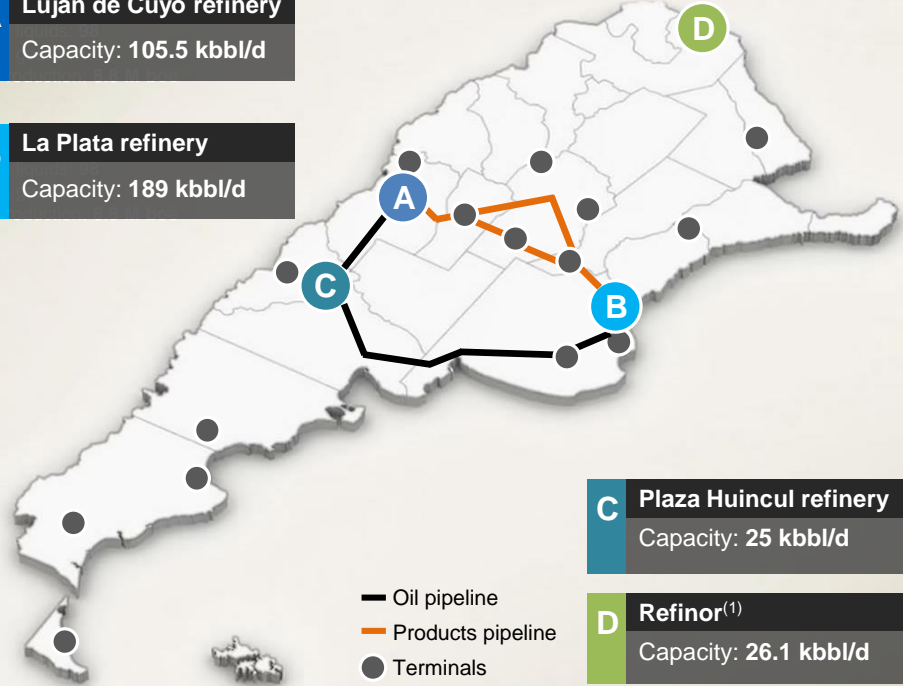 Luján de Cuyo refinery
Capacity: 105.5 kbbl/d
La Plata refinery
Capacity: 189 kbbl/d
D
A
C
B
C
Plaza Huincul refinery
Capacity: 25 kbbl/d
D
Refinor(1)
Capacity: 26.1 kbbl/d
Oil pipeline
Products pipeline
Terminals